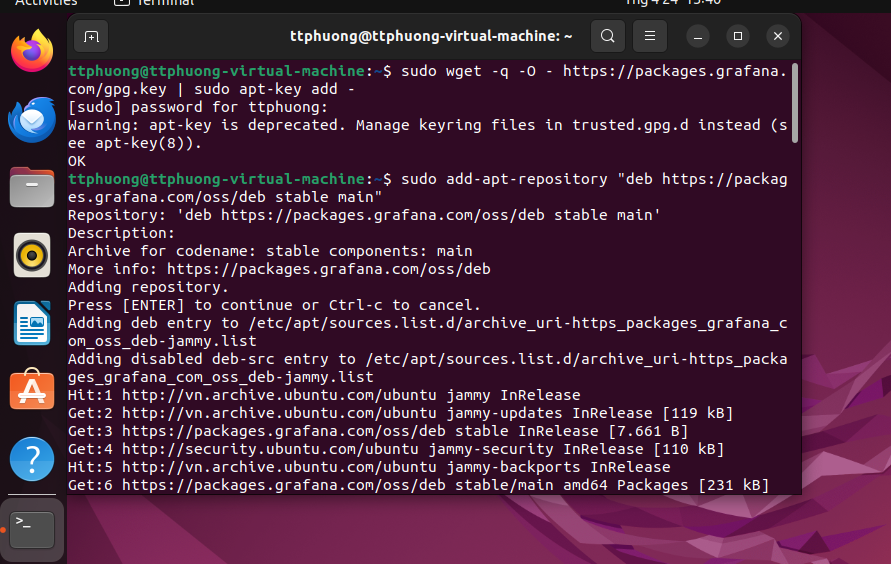 Activities
Terminal
Thg 4 24 15:40
ttphuong@ttphuong-virtual-machine: ~
ttphuong@ttphuong-virtual-machine:~$ sudo wget -q -O - https://packages.grafana.
com/gpg.key | sudo apt-key add -
[sudo] password for ttphuong:
Warning: apt-key is deprecated. Manage keyring files in trusted.gpg.d instead (s
ee apt-key(8)).
OK
ttphuong@ttphuong-virtual-machine:~$ sudo add-apt-repository "deb https://packag
es.grafana.com/oss/deb stable main"
Repository: 'deb https://packages.grafana.com/oss/deb stable main'
Description:
Archive for codename: stable components: main
More info: https://packages.grafana.com/oss/deb
Adding repository.
Press [ENTER] to continue or Ctrl-c to cancel.
Adding deb entry to /etc/apt/sources.list.d/archive_uri-https_packages_grafana_c
om_oss_deb-jammy.list
Adding disabled deb-src entry to /etc/apt/sources.list.d/archive_uri-https_packa
ges_grafana_com_oss_deb-jammy.list
Hit:1 http://vn.archive.ubuntu.com/ubuntu jammy InRelease
Get:2 http://vn.archive.ubuntu.com/ubuntu jammy-updates InRelease [119 kB]
Get:3 https://packages.grafana.com/oss/deb stable InRelease [7.661 B]
Get:4 http://security.ubuntu.com/ubuntu jammy-security InRelease [110 kB]
Hit:5 http://vn.archive.ubuntu.com/ubuntu jammy-backports InRelease
Get:6 https://packages.grafana.com/oss/deb stable/main amd64 Packages [231 kB]